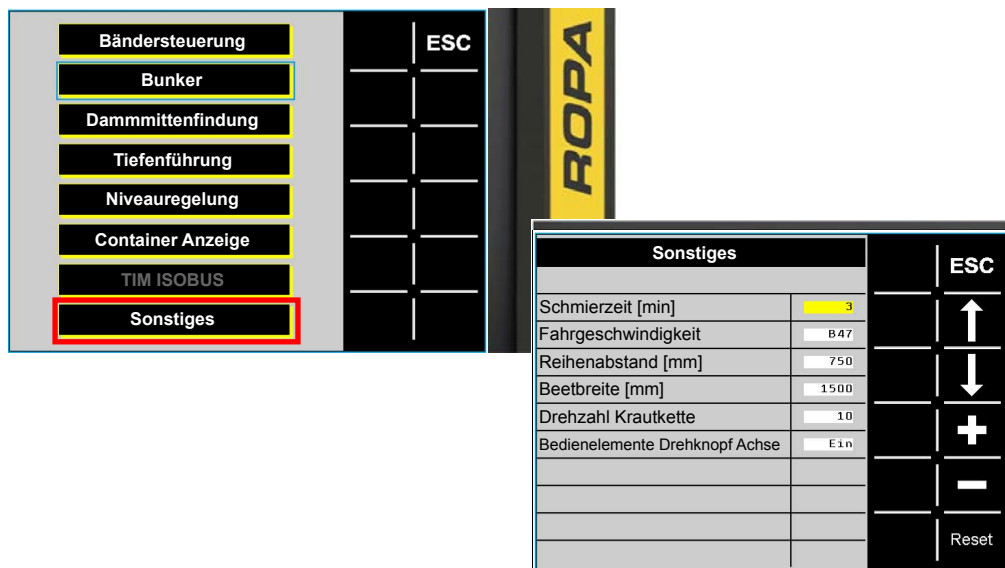 Bändersteuerung
ESC
Bunker
Dammmittenfindung
Tiefenführung
Niveauregelung
Container Anzeige
TIM ISOBUS
Sonstiges
ROPA
Sonstiges
ESC
Schmierzeit [min] 3
Fahrgeschwindigkeit B47
Reihenabstand [mm] 750
Beetbreite [mm] 1500
Drehzahl Krautkette 10
Bedienelemente Drehknopf Achse Ein
Reset